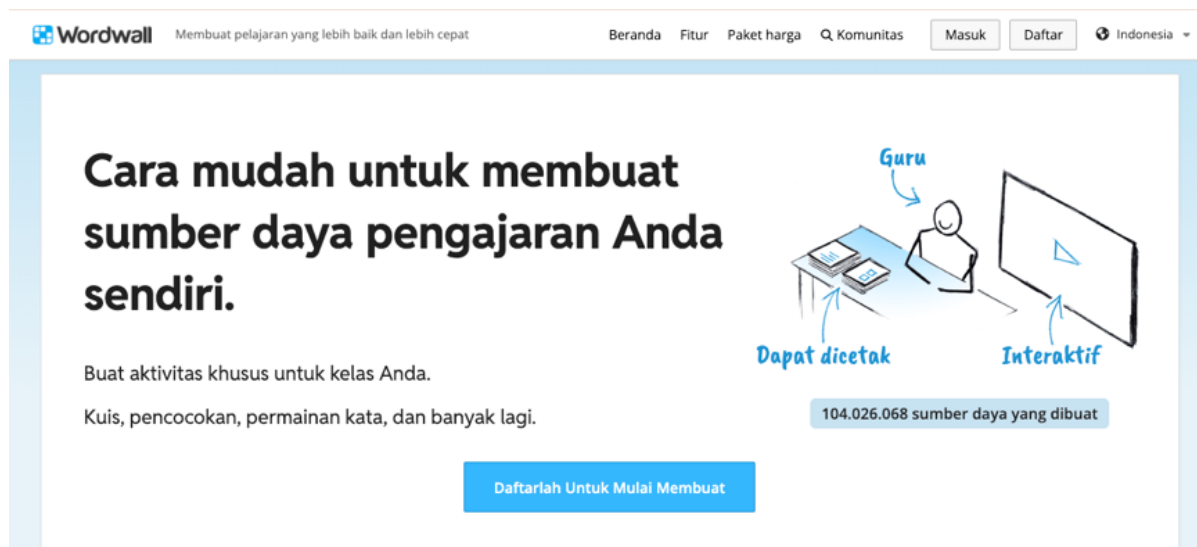 Wordwall Membuat pelajaran yang lebih baik dan lebih cepat Beranda Fitur Paket harga Komunitas Masuk Daftar Indonesia
Cara mudah untuk membuat
sumber daya pengajaran Anda
sendiri.
Buat aktivitas khusus untuk kelas Anda.
Kuis, pencocokan, permainan kata, dan banyak lagi.
Guru
Dapat dicetak
Interaktif
104.026.068 sumber daya yang dibuat
Daftarlah Untuk Mulai Membuat